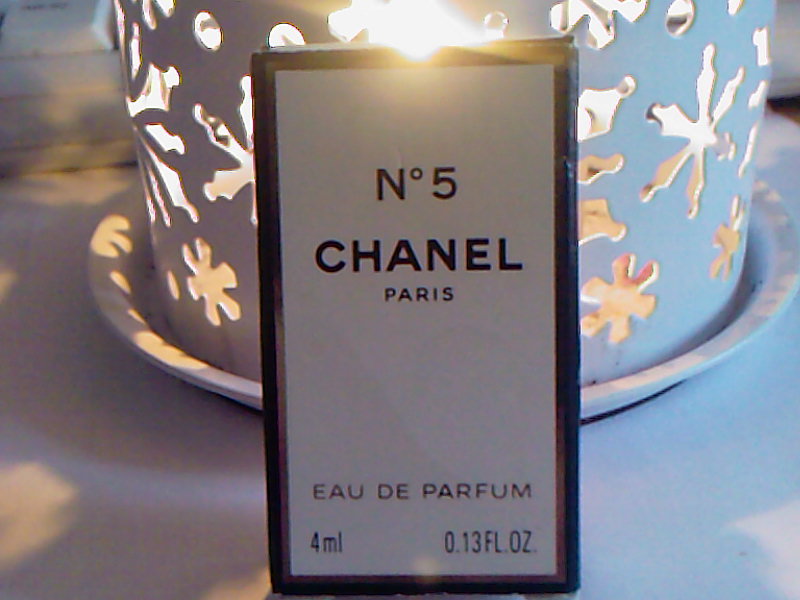 N°5
CHANEL
PARIS
EAU DE PARFUM
4ml 0.13FL.OZ.